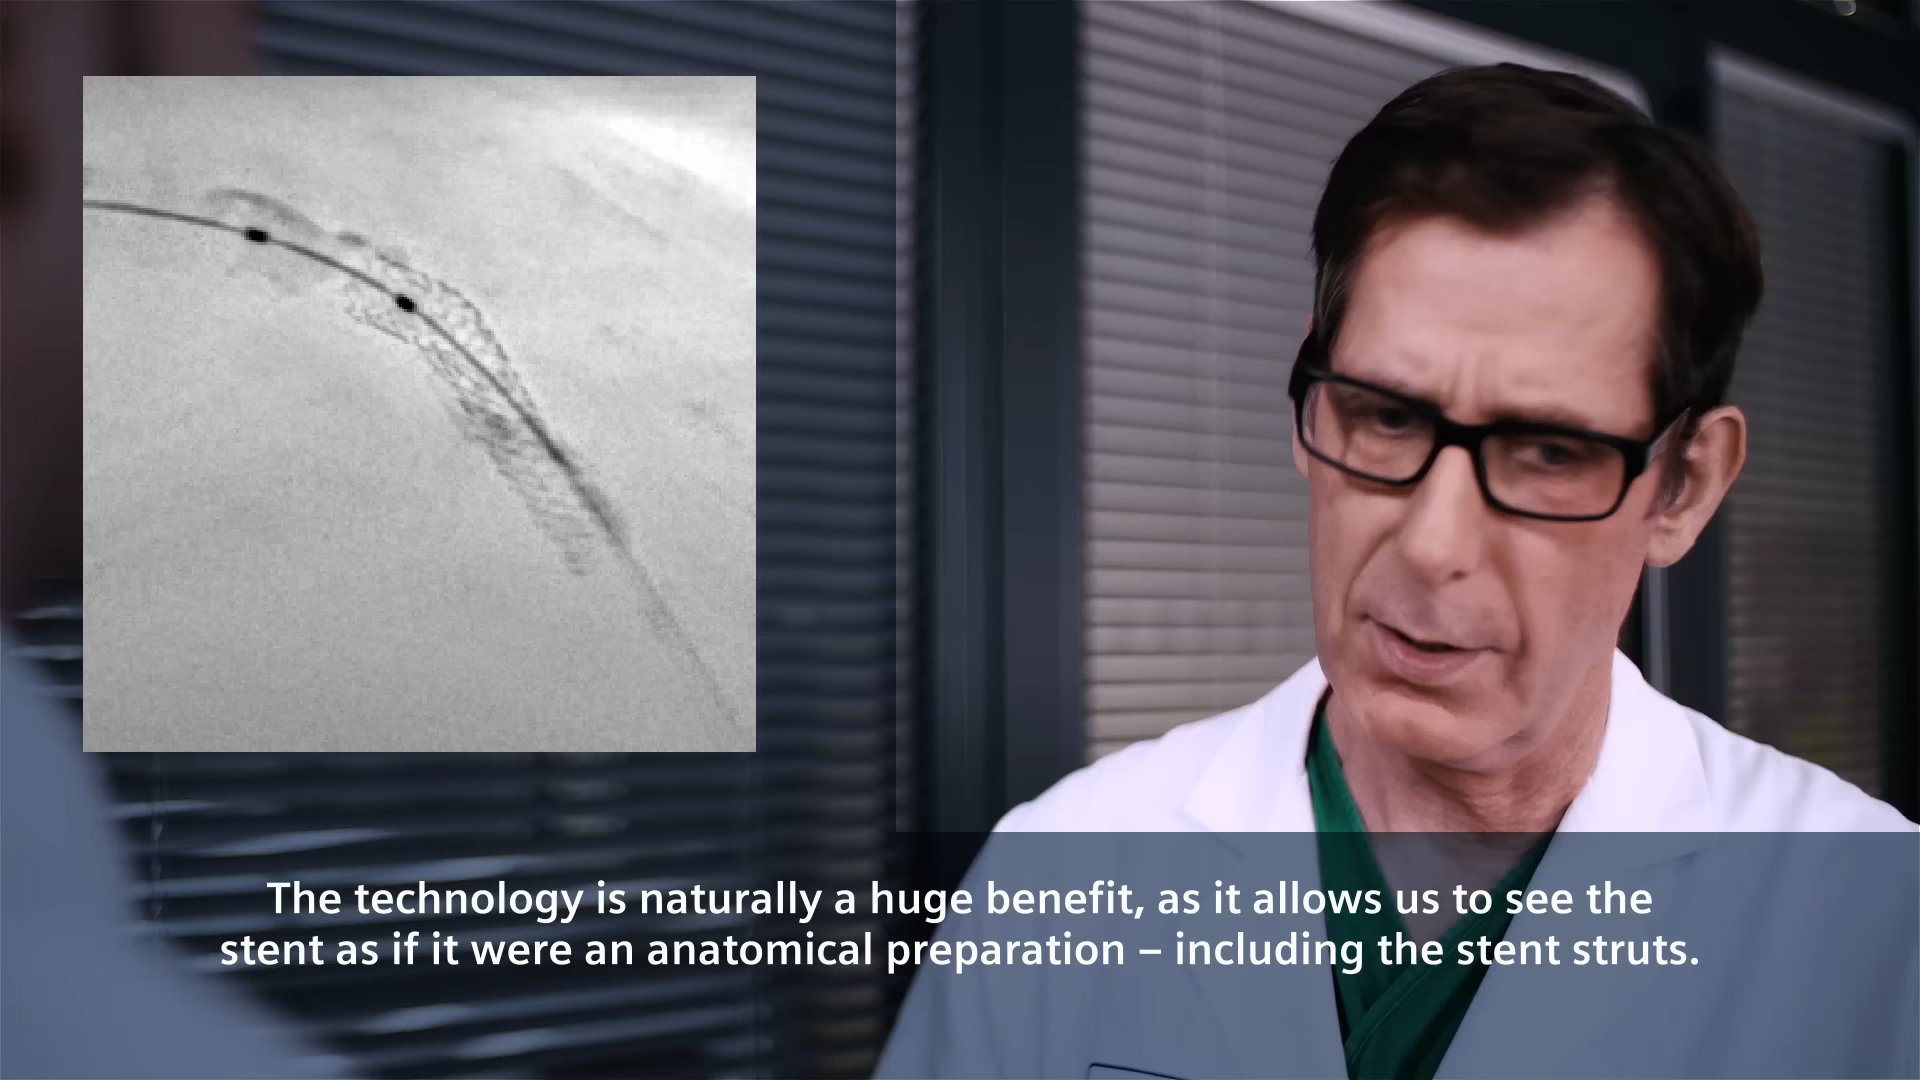 The technology is naturally a huge benefit, as it allows us to see the
stent as if it were an anatomical preparation – including the stent struts.